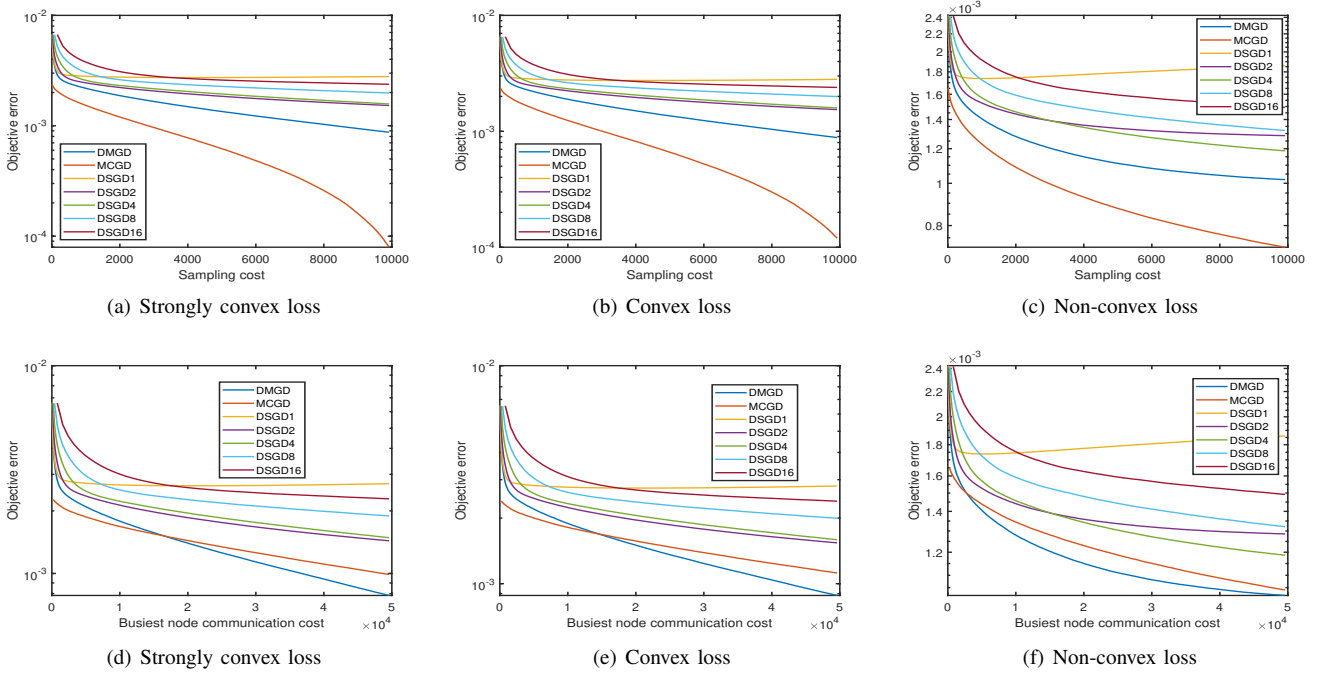 10^-2
10^-3
10^-4
Objective error
0 2000 4000 6000 8000 10000
Sampling cost
DMGD
MCGD
DSGD1
DSGD2
DSGD4
DSGD8
DSGD16
(a) Strongly convex loss
10^-2
10^-3
10^-4
Objective error
0 2000 4000 6000 8000 10000
Sampling cost
DMGD
MCGD
DSGD1
DSGD2
DSGD4
DSGD8
DSGD16
(b) Convex loss
×10^-3
2.4
2.2
2
1.8
1.6
1.4
1.2
1
0.8
Objective error
0 2000 4000 6000 8000 10000
Sampling cost
DMGD
MCGD
DSGD1
DSGD2
DSGD4
DSGD8
DSGD16
(c) Non-convex loss
10^-2
10^-3
Objective error
0 1 2 3 4 5
×10^4
Busiest node communication cost
DMGD
MCGD
DSGD1
DSGD2
DSGD4
DSGD8
DSGD16
(d) Strongly convex loss
10^-2
10^-3
Objective error
0 1 2 3 4 5
×10^4
Busiest node communication cost
DMGD
MCGD
DSGD1
DSGD2
DSGD4
DSGD8
DSGD16
(e) Convex loss
×10^-3
2.4
2.2
2
1.8
1.6
1.4
1.2
Objective error
0 1 2 3 4 5
×10^4
Busiest node communication cost
DMGD
MCGD
DSGD1
DSGD2
DSGD4
DSGD8
DSGD16
(f) Non-convex loss